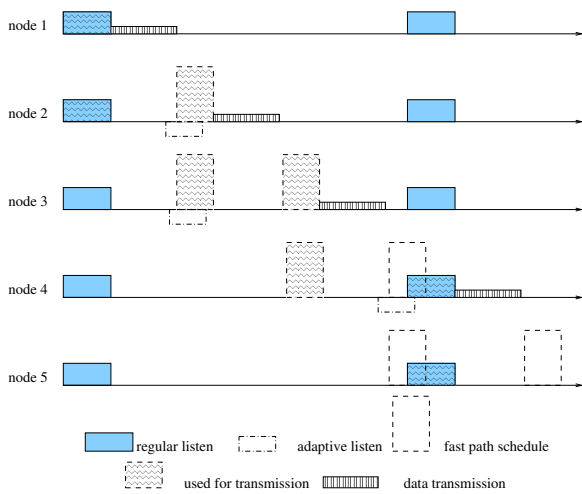 node 1
node 2
node 3
node 4
node 5
regular listen adaptive listen fast path schedule
used for transmission data transmission